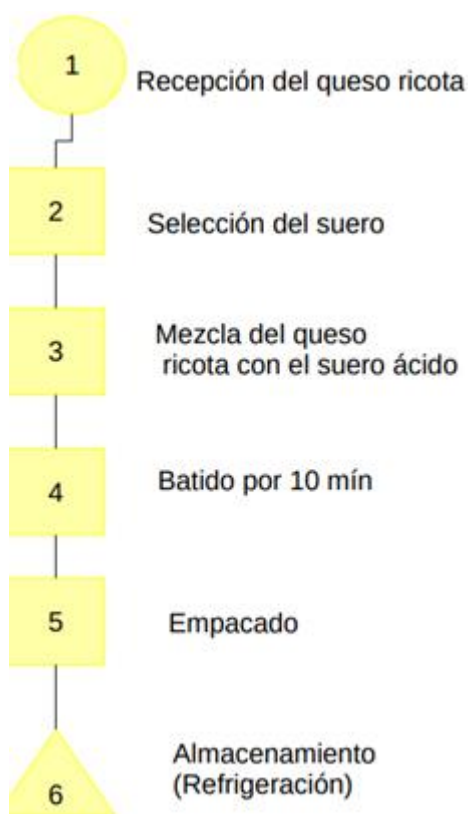 1
Recepción del queso ricota
2
Selección del suero
3
Mezcla del queso
ricota con el suero ácido
4
Batido por 10 mín
5
Empacado
6
Almacenamiento
(Refrigeración)